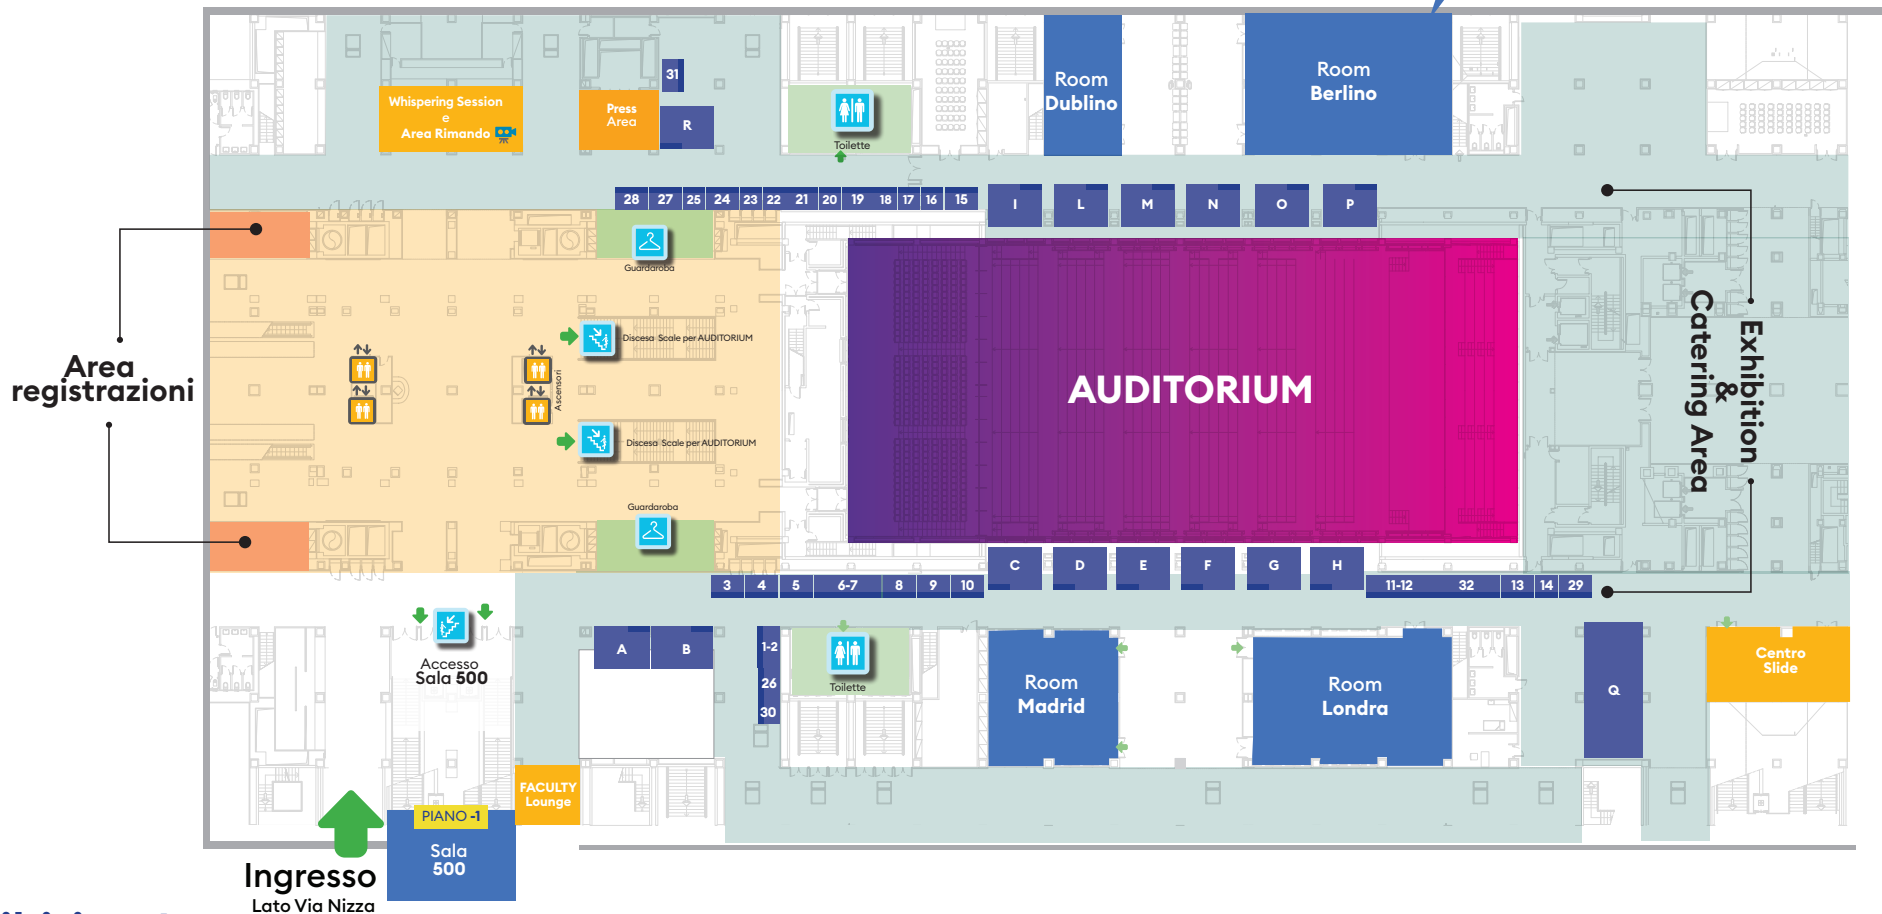 Whispering Session
e
Area Rimando
Press
Area
31
R
Toilette
Room
Dublino
Room
Berlino
28 27 25 24 23 22 21 20 19 18 17 16 15
I L M N O P
Guardaroba
Discesa Scale per AUDITORIUM
Ascensori
Discesa Scale per AUDITORIUM
Guardaroba
Area
registrazioni
AUDITORIUM
Exhibition
&
Catering Area
C D E F G H
3 4 5 6-7 8 9 10
11-12 32 13 14 29
Accesso
Sala 500
A B
1-2
26
30
Toilette
Room
Madrid
Room
Londra
Q
Centro
Slide
FACULTY
Lounge
PIANO -1
Sala
500
Ingresso
Lato Via Nizza